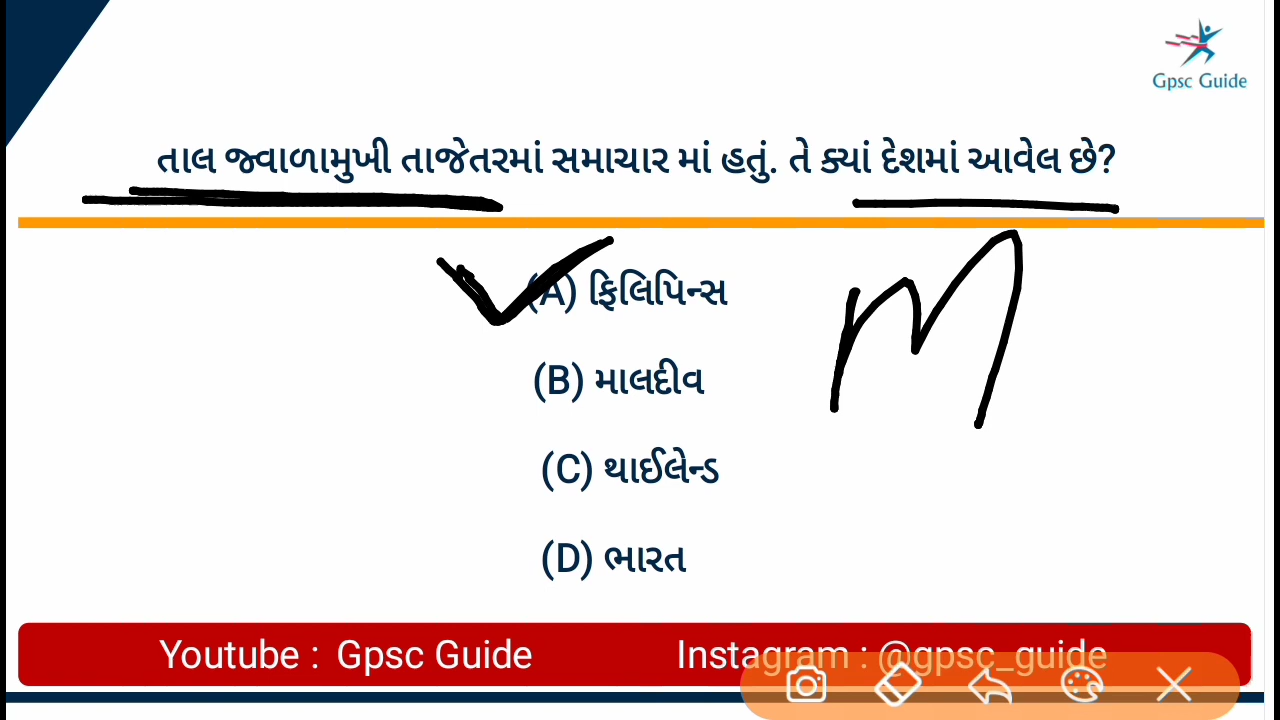 Gpsc Guide
તાલ જ્વાળામુખી તાજેતરમાં સમાચાર માં હતું. તે ક્યાં દેશમાં આવેલ છે?
(A) ફિલિપિન્સ
M
(B) માલદીવ
(C) થાઈલેન્ડ
(D) ભારત
Youtube : Gpsc Guide Instagram : @gpsc_guide